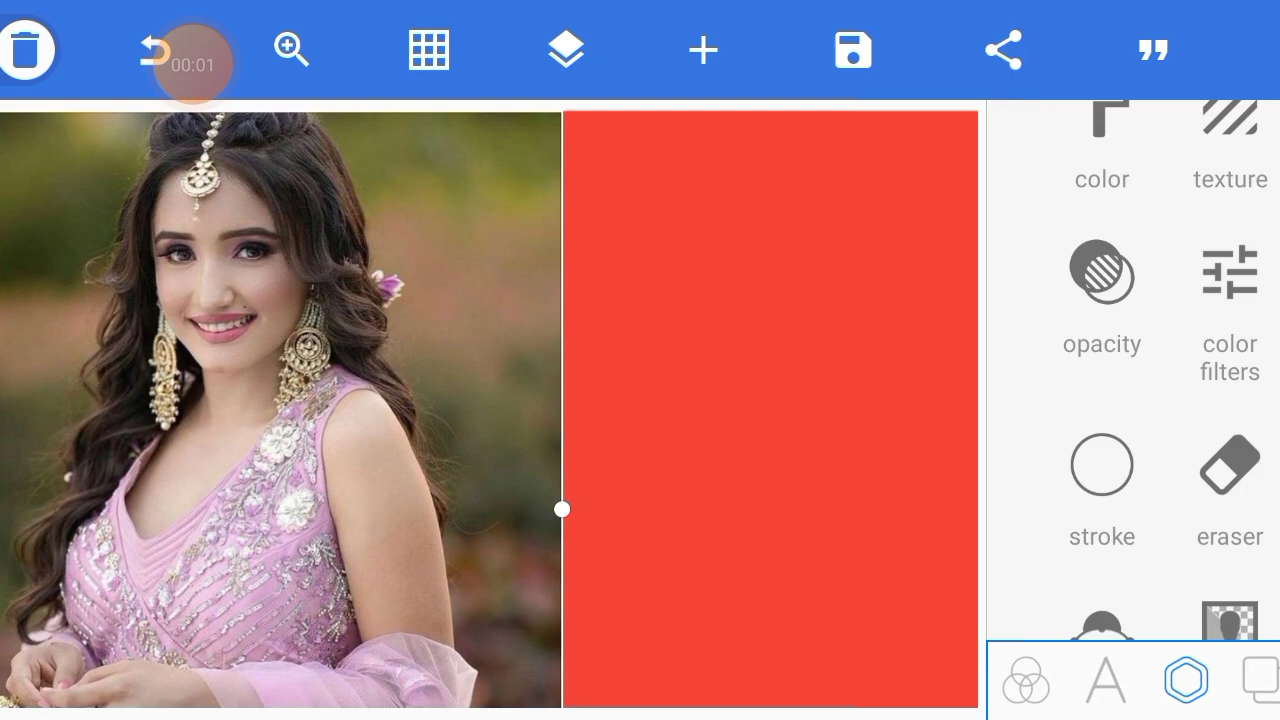 00:01
color
texture
opacity
color
filters
stroke
eraser